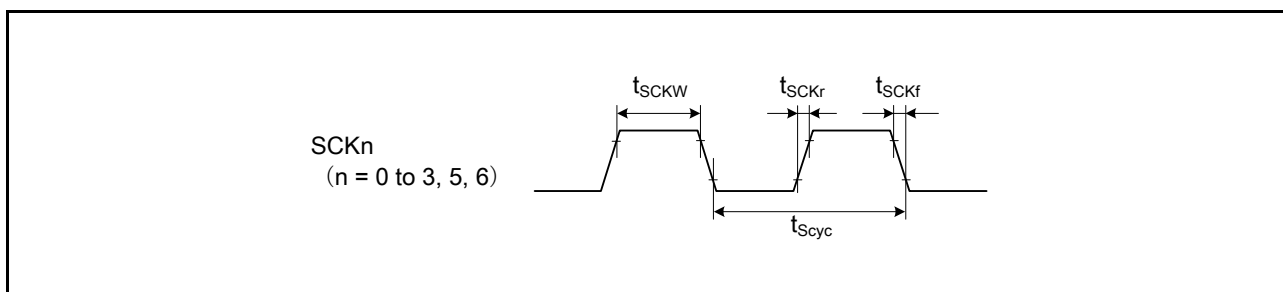 tSCKW
tSCKr
tSCKf
SCKn
（n = 0 to 3, 5, 6）
tScyc